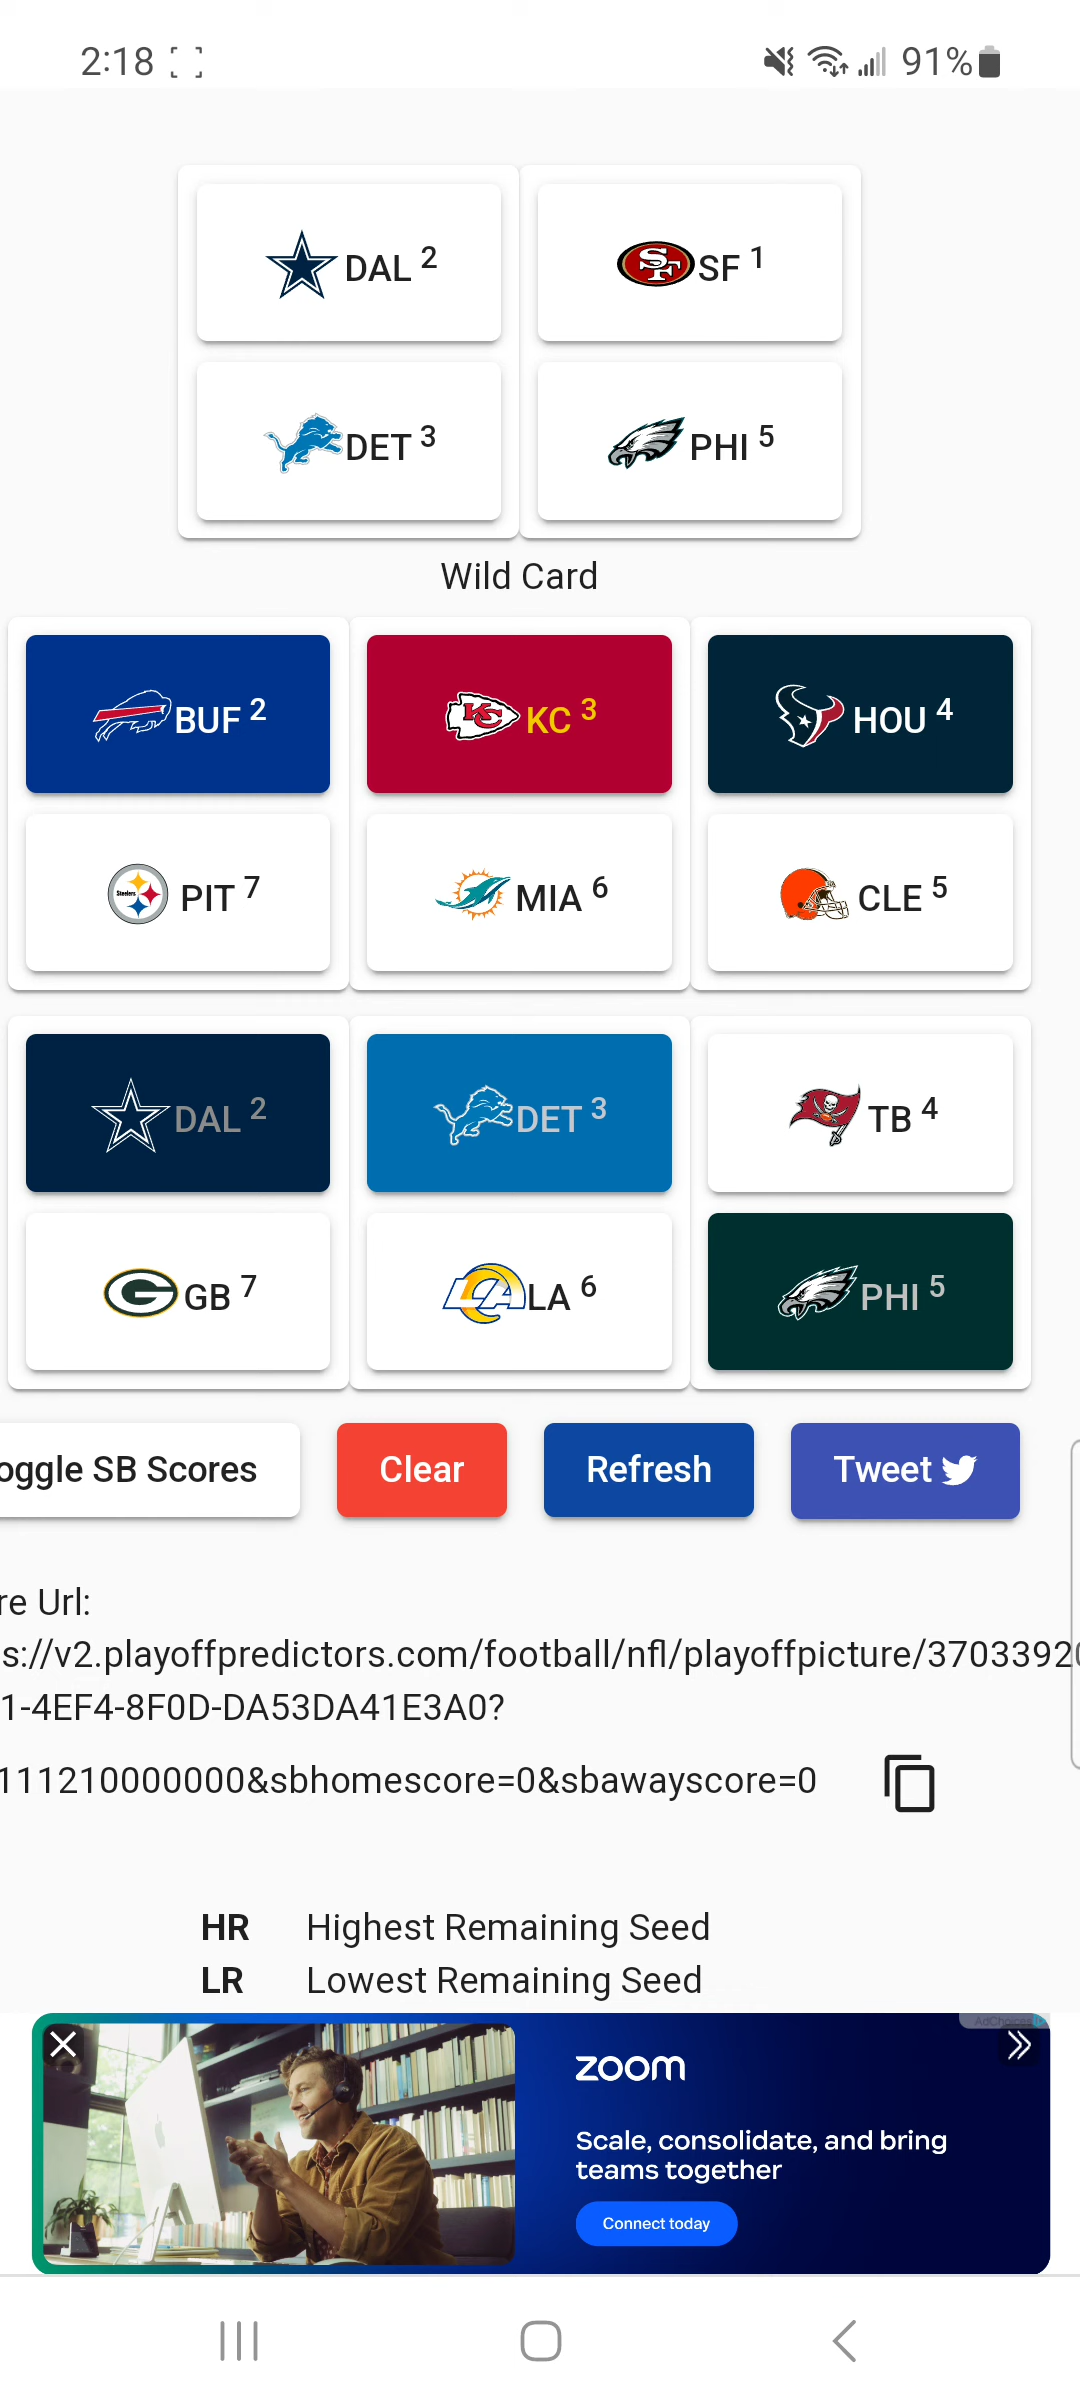 2:18 91%
DAL 2 SF 1
DET 3 PHI 5
Wild Card
BUF 2 KC 3 HOU 4
Steelers PIT 7 MIA 6 CLE 5
DAL 2 DET 3 TB 4
GB 7 LA 6 PHI 5
oggle SB Scores Clear Refresh Tweet
re Url:
s://v2.playoffpredictors.com/football/nfl/playoffpicture/3703392
1-4EF4-8F0D-DA53DA41E3A0?
111210000000&sbhomescore=0&sbawayscore=0
HR Highest Remaining Seed
LR Lowest Remaining Seed
AdChoices
zoom
Scale, consolidate, and bring
teams together
Connect today